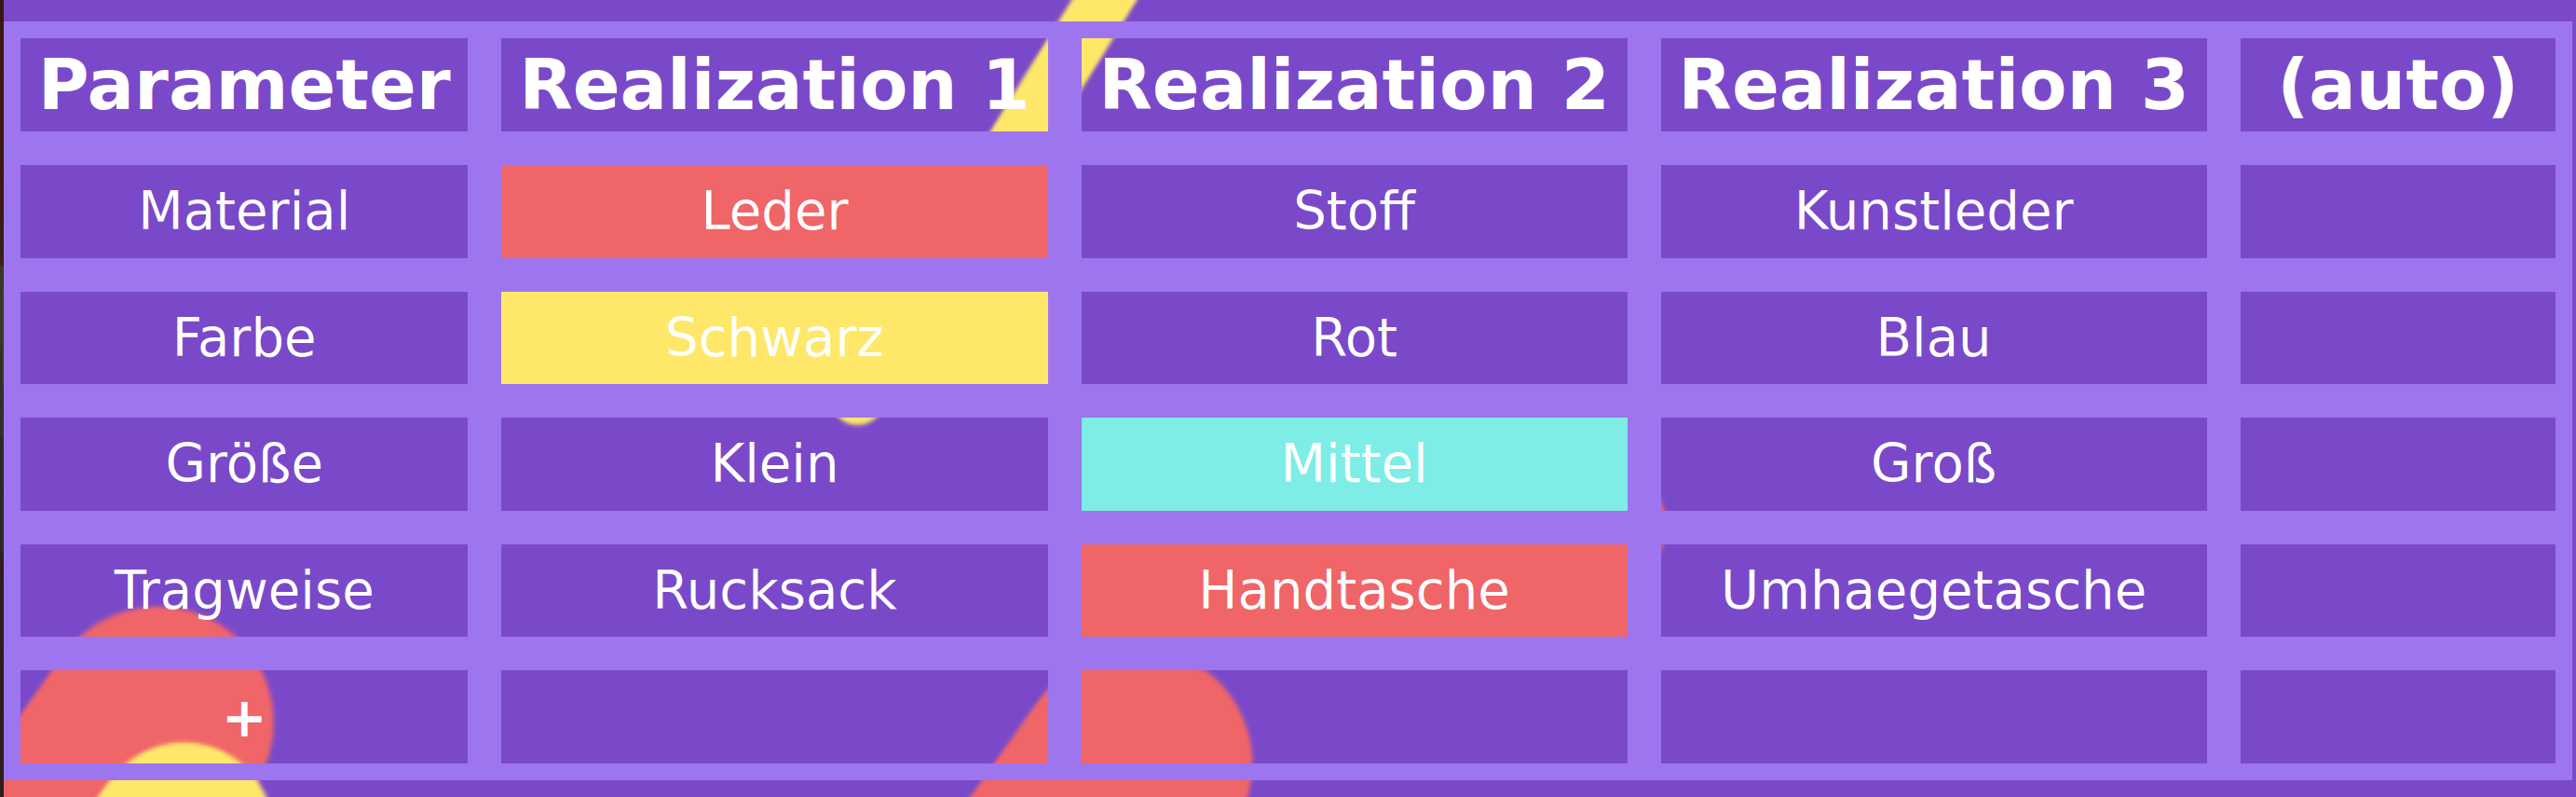 Parameter Realization 1 Realization 2 Realization 3 (auto)
Material Leder Stoff Kunstleder
Farbe Schwarz Rot Blau
Größe Klein Mittel Groß
Tragweise Rucksack Handtasche Umhaegetasche
+